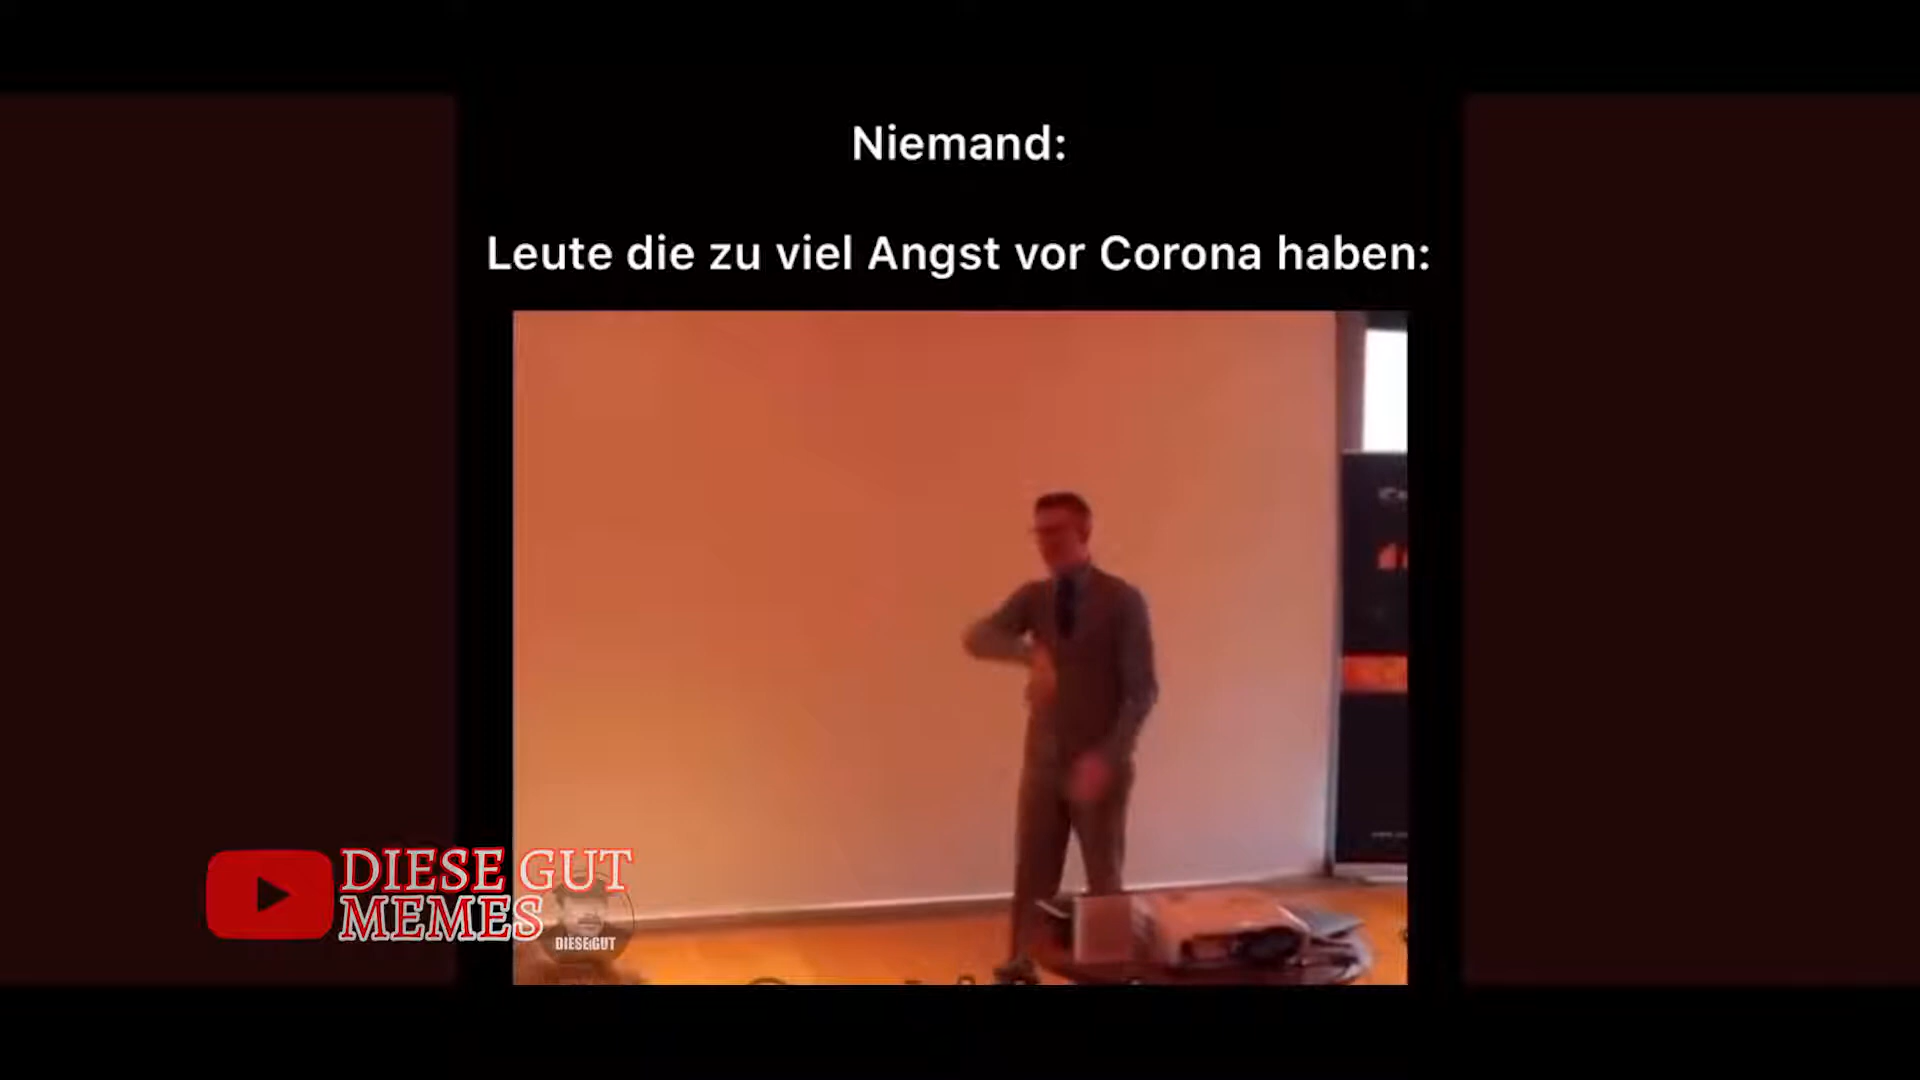 Niemand:
Leute die zu viel Angst vor Corona haben:
DIESE GUT
MEMES
DIESE GUT